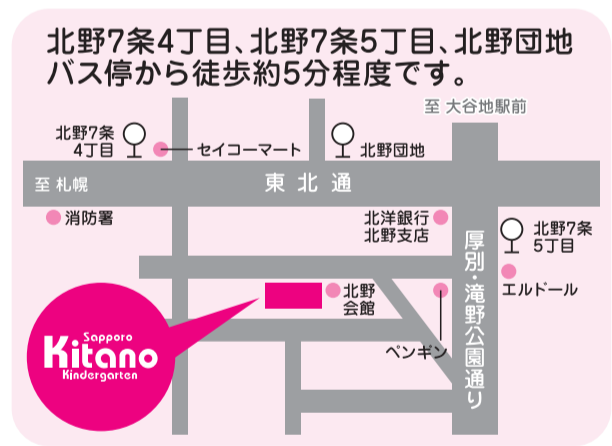 北野7条4丁目、北野7条5丁目、北野団地
バス停から徒歩約5分程度です。
至 大谷地駅前
北野7条
4丁目
セイコーマート
北野団地
至 札幌
東北通
消防署
北洋銀行
北野支店
北野7条
5丁目
厚別・滝野公園通り
エルドール
北野
会館
ペンギン
Sapporo
Kitano
Kindergarten